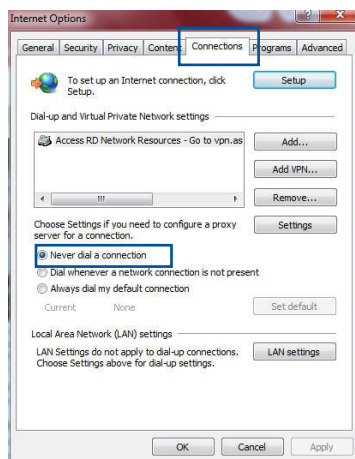 Internet Options
General Security Privacy Content Connections Programs Advanced
To set up an Internet connection, click
Setup.
Setup
Dial-up and Virtual Private Network settings
Access RD Network Resources - Go to vpn.as
Add...
Add VPN...
Remove...
Choose Settings if you need to configure a proxy
server for a connection.
Settings
Never dial a connection
Dial whenever a network connection is not present
Always dial my default connection
Current None
Set default
Local Area Network (LAN) settings
LAN Settings do not apply to dial-up connections.
Choose Settings above for dial-up settings.
LAN settings
OK Cancel Apply